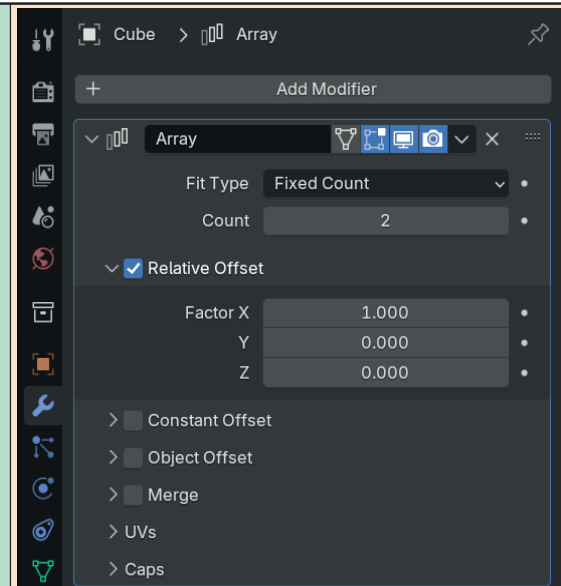 Cube > Array
Add Modifier
Array
Fit Type Fixed Count
Count 2
Relative Offset
Factor X 1.000
Y 0.000
Z 0.000
Constant Offset
Object Offset
Merge
UVs
Caps